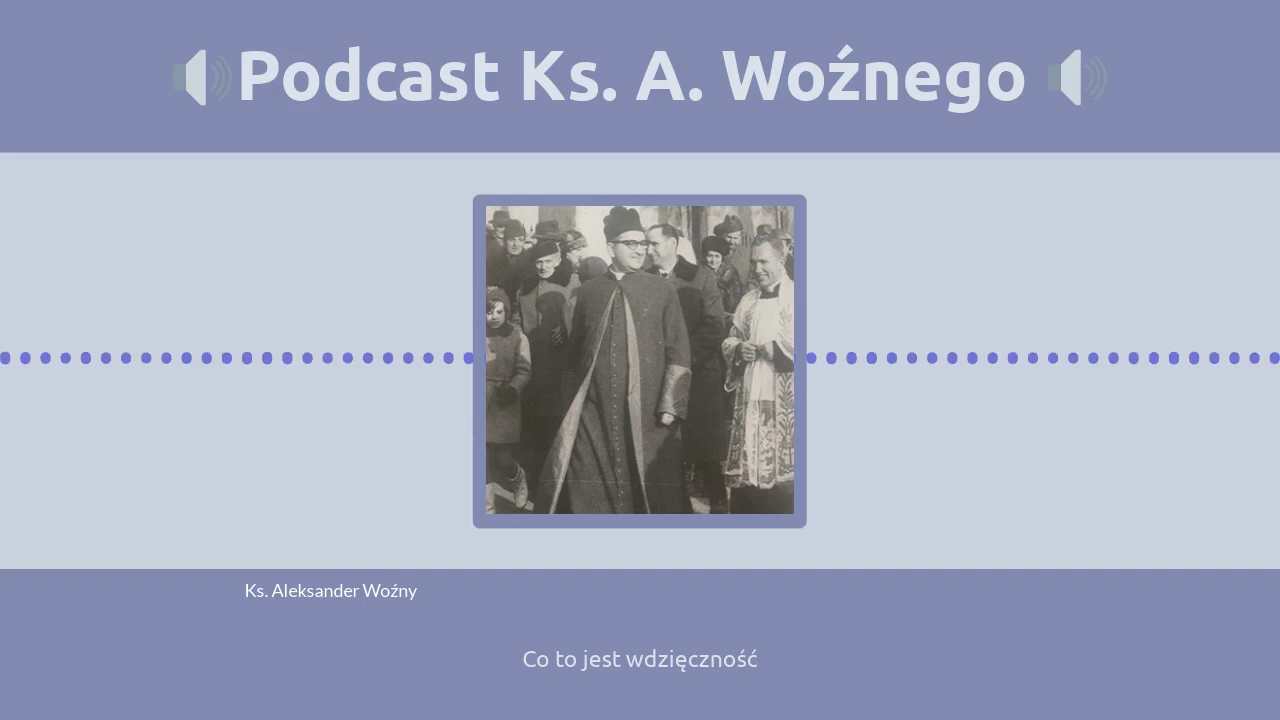 Podcast Ks. A. Woźnego
Ks. Aleksander Woźny
Co to jest wdzięczność